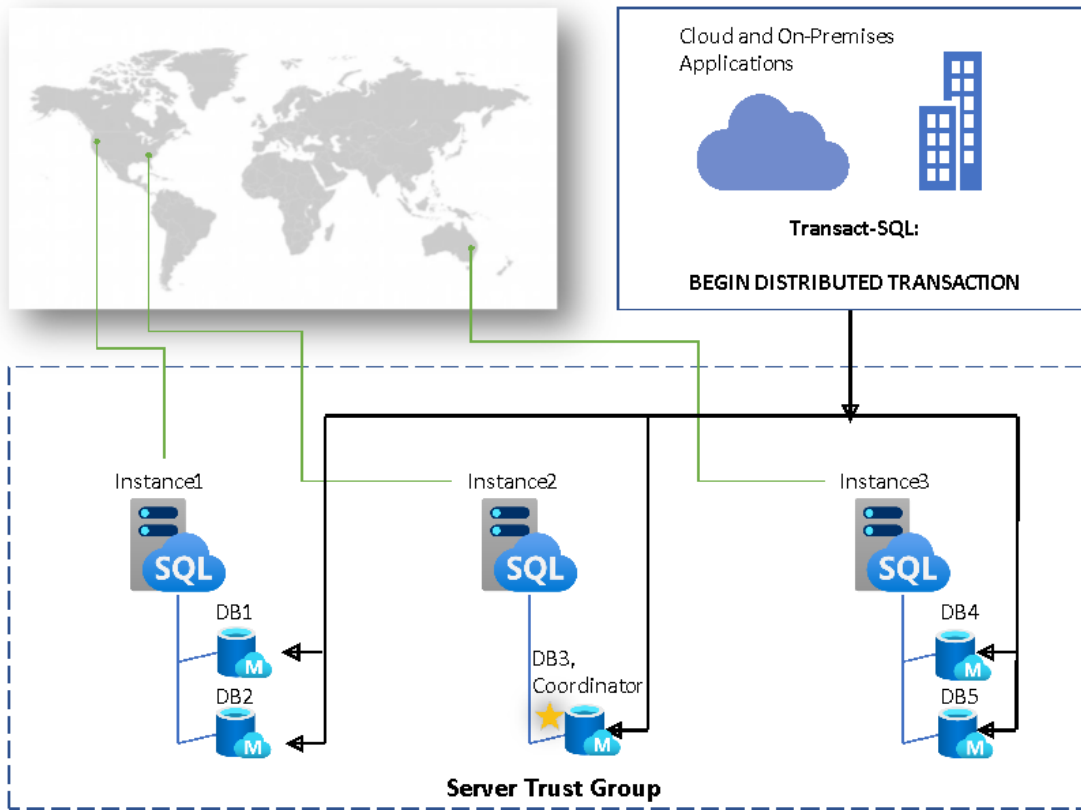 Cloud and On-Premises
Applications
Transact-SQL:
BEGIN DISTRIBUTED TRANSACTION
Instance1
Instance2
Instance3
SQL
SQL
SQL
DB1
M
DB2
M
DB3,
Coordinator
M
DB4
M
DB5
M
Server Trust Group